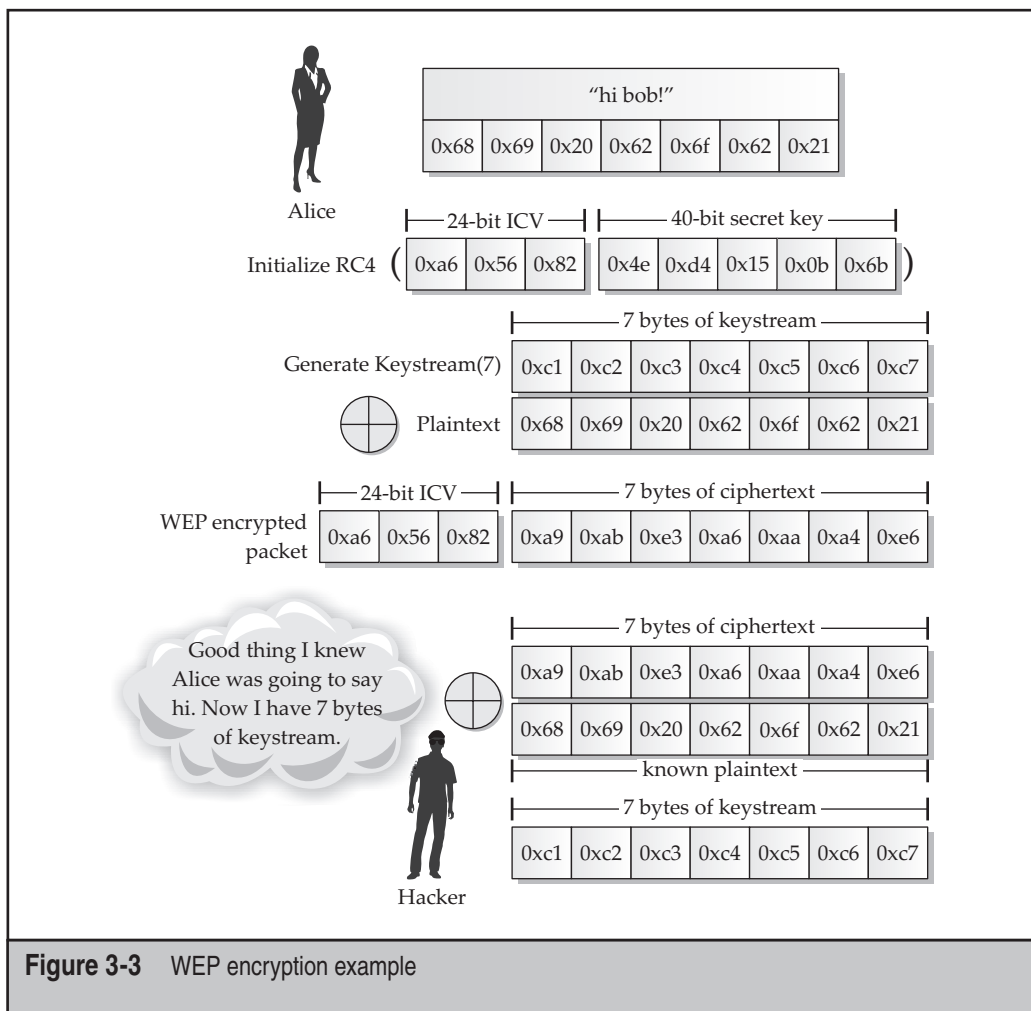 “hi bob!”
0x68 0x69 0x20 0x62 0x6f 0x62 0x21
Alice
24-bit ICV 40-bit secret key
Initialize RC4 ( 0xa6 0x56 0x82 0x4e 0xd4 0x15 0x0b 0x6b )
7 bytes of keystream
Generate Keystream(7) 0xc1 0xc2 0xc3 0xc4 0xc5 0xc6 0xc7
Plaintext 0x68 0x69 0x20 0x62 0x6f 0x62 0x21
24-bit ICV 7 bytes of ciphertext
WEP encrypted
packet
0xa6 0x56 0x82 0xa9 0xab 0xe3 0xa6 0xaa 0xa4 0xe6
Good thing I knew
Alice was going to say
hi. Now I have 7 bytes
of keystream.
7 bytes of ciphertext
0xa9 0xab 0xe3 0xa6 0xaa 0xa4 0xe6
0x68 0x69 0x20 0x62 0x6f 0x62 0x21
known plaintext
7 bytes of keystream
0xc1 0xc2 0xc3 0xc4 0xc5 0xc6 0xc7
Hacker
Figure 3-3 WEP encryption example